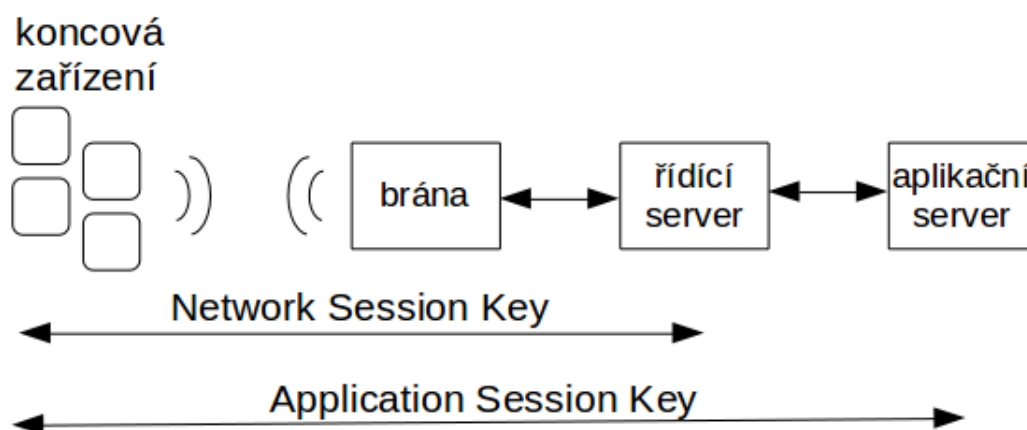 koncová
zařízení
brána
řídící
server
aplikační
server
Network Session Key
Application Session Key